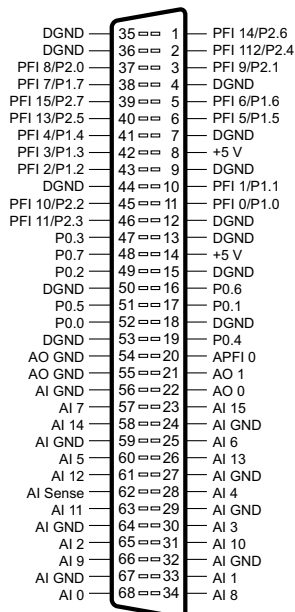 DGND 35 1 PFI 14/P2.6
DGND 36 2 PFI 112/P2.4
PFI 8/P2.0 37 3 PFI 9/P2.1
PFI 7/P1.7 38 4 DGND
PFI 15/P2.7 39 5 PFI 6/P1.6
PFI 13/P2.5 40 6 PFI 5/P1.5
PFI 4/P1.4 41 7 DGND
PFI 3/P1.3 42 8 +5 V
PFI 2/P1.2 43 9 DGND
DGND 44 10 PFI 1/P1.1
PFI 10/P2.2 45 11 PFI 0/P1.0
PFI 11/P2.3 46 12 DGND
P0.3 47 13 DGND
P0.7 48 14 +5 V
P0.2 49 15 DGND
DGND 50 16 P0.6
P0.5 51 17 P0.1
P0.0 52 18 DGND
DGND 53 19 P0.4
AO GND 54 20 APFI 0
AO GND 55 21 AO 1
AI GND 56 22 AO 0
AI 7 57 23 AI 15
AI 14 58 24 AI GND
AI GND 59 25 AI 6
AI 5 60 26 AI 13
AI 12 61 27 AI GND
AI Sense 62 28 AI 4
AI 11 63 29 AI GND
AI GND 64 30 AI 3
AI 2 65 31 AI 10
AI 9 66 32 AI GND
AI GND 67 33 AI 1
AI 0 68 34 AI 8